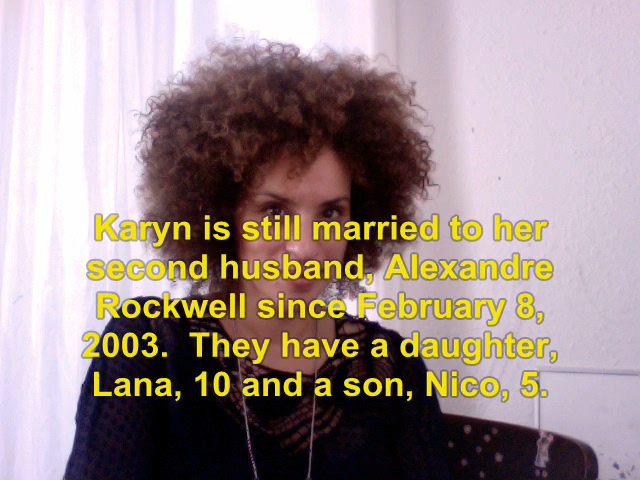 Karyn is still married to her
second husband, Alexandre
Rockwell since February 8,
2003.  They have a daughter,
Lana, 10 and a son, Nico, 5.